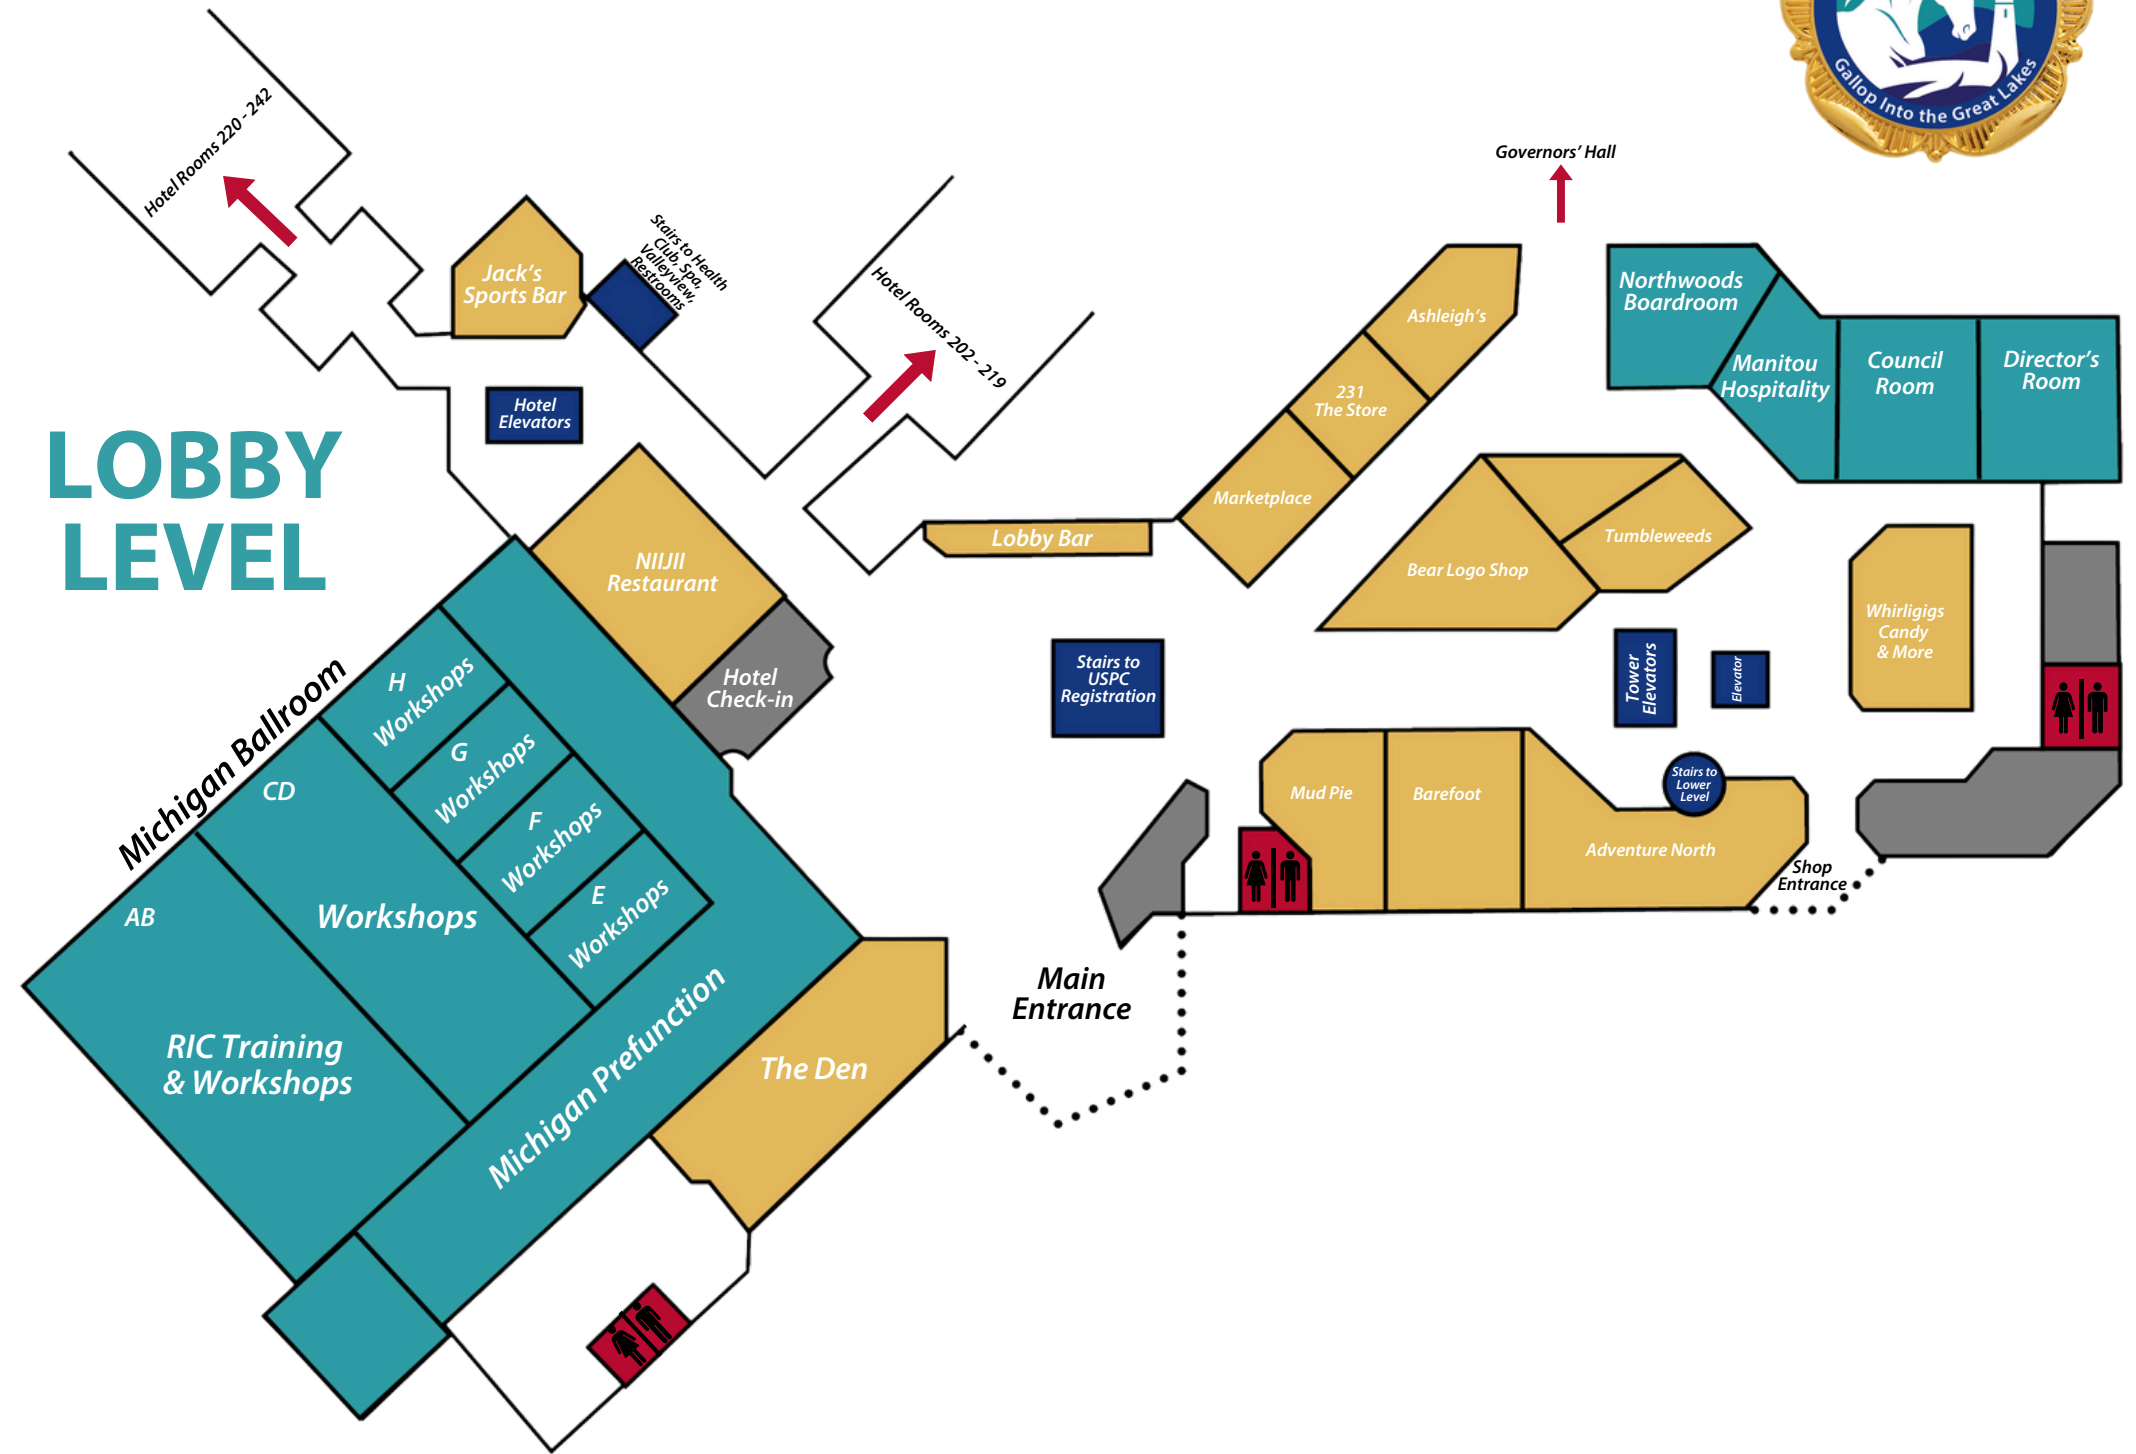 Gallop Into the Great Lakes
Governors' Hall
Hotel Rooms 220 - 242
Jack's
Sports Bar
Stairs to Health
Club, Spa,
Valleyview,
Restrooms
Hotel Rooms 202 - 219
Hotel
Elevators
LOBBY
LEVEL
Ashleigh's
231
The Store
Marketplace
Lobby Bar
Northwoods
Boardroom
Manitou
Hospitality
Council
Room
Director's
Room
Bear Logo Shop
Tumbleweeds
Whirligigs
Candy
& More
NIIJII
Restaurant
Hotel
Check-in
Stairs to
USPC
Registration
Tower
Elevators
Elevator
Stairs to
Lower
Level
Mud Pie
Barefoot
Adventure North
Shop
Entrance
Main
Entrance
Michigan Ballroom
H
Workshops
G
Workshops
F
Workshops
E
Workshops
CD
Workshops
AB
RIC Training
& Workshops
Michigan Prefunction
The Den